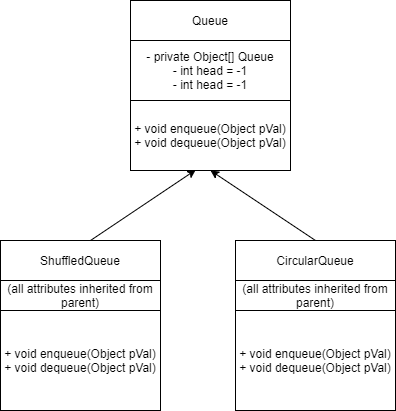 Queue
- private Object[] Queue
- int head = -1
- int head = -1
+ void enqueue(Object pVal)
+ void dequeue(Object pVal)
ShuffledQueue
(all attributes inherited from
parent)
+ void enqueue(Object pVal)
+ void dequeue(Object pVal)
CircularQueue
(all attributes inherited from
parent)
+ void enqueue(Object pVal)
+ void dequeue(Object pVal)